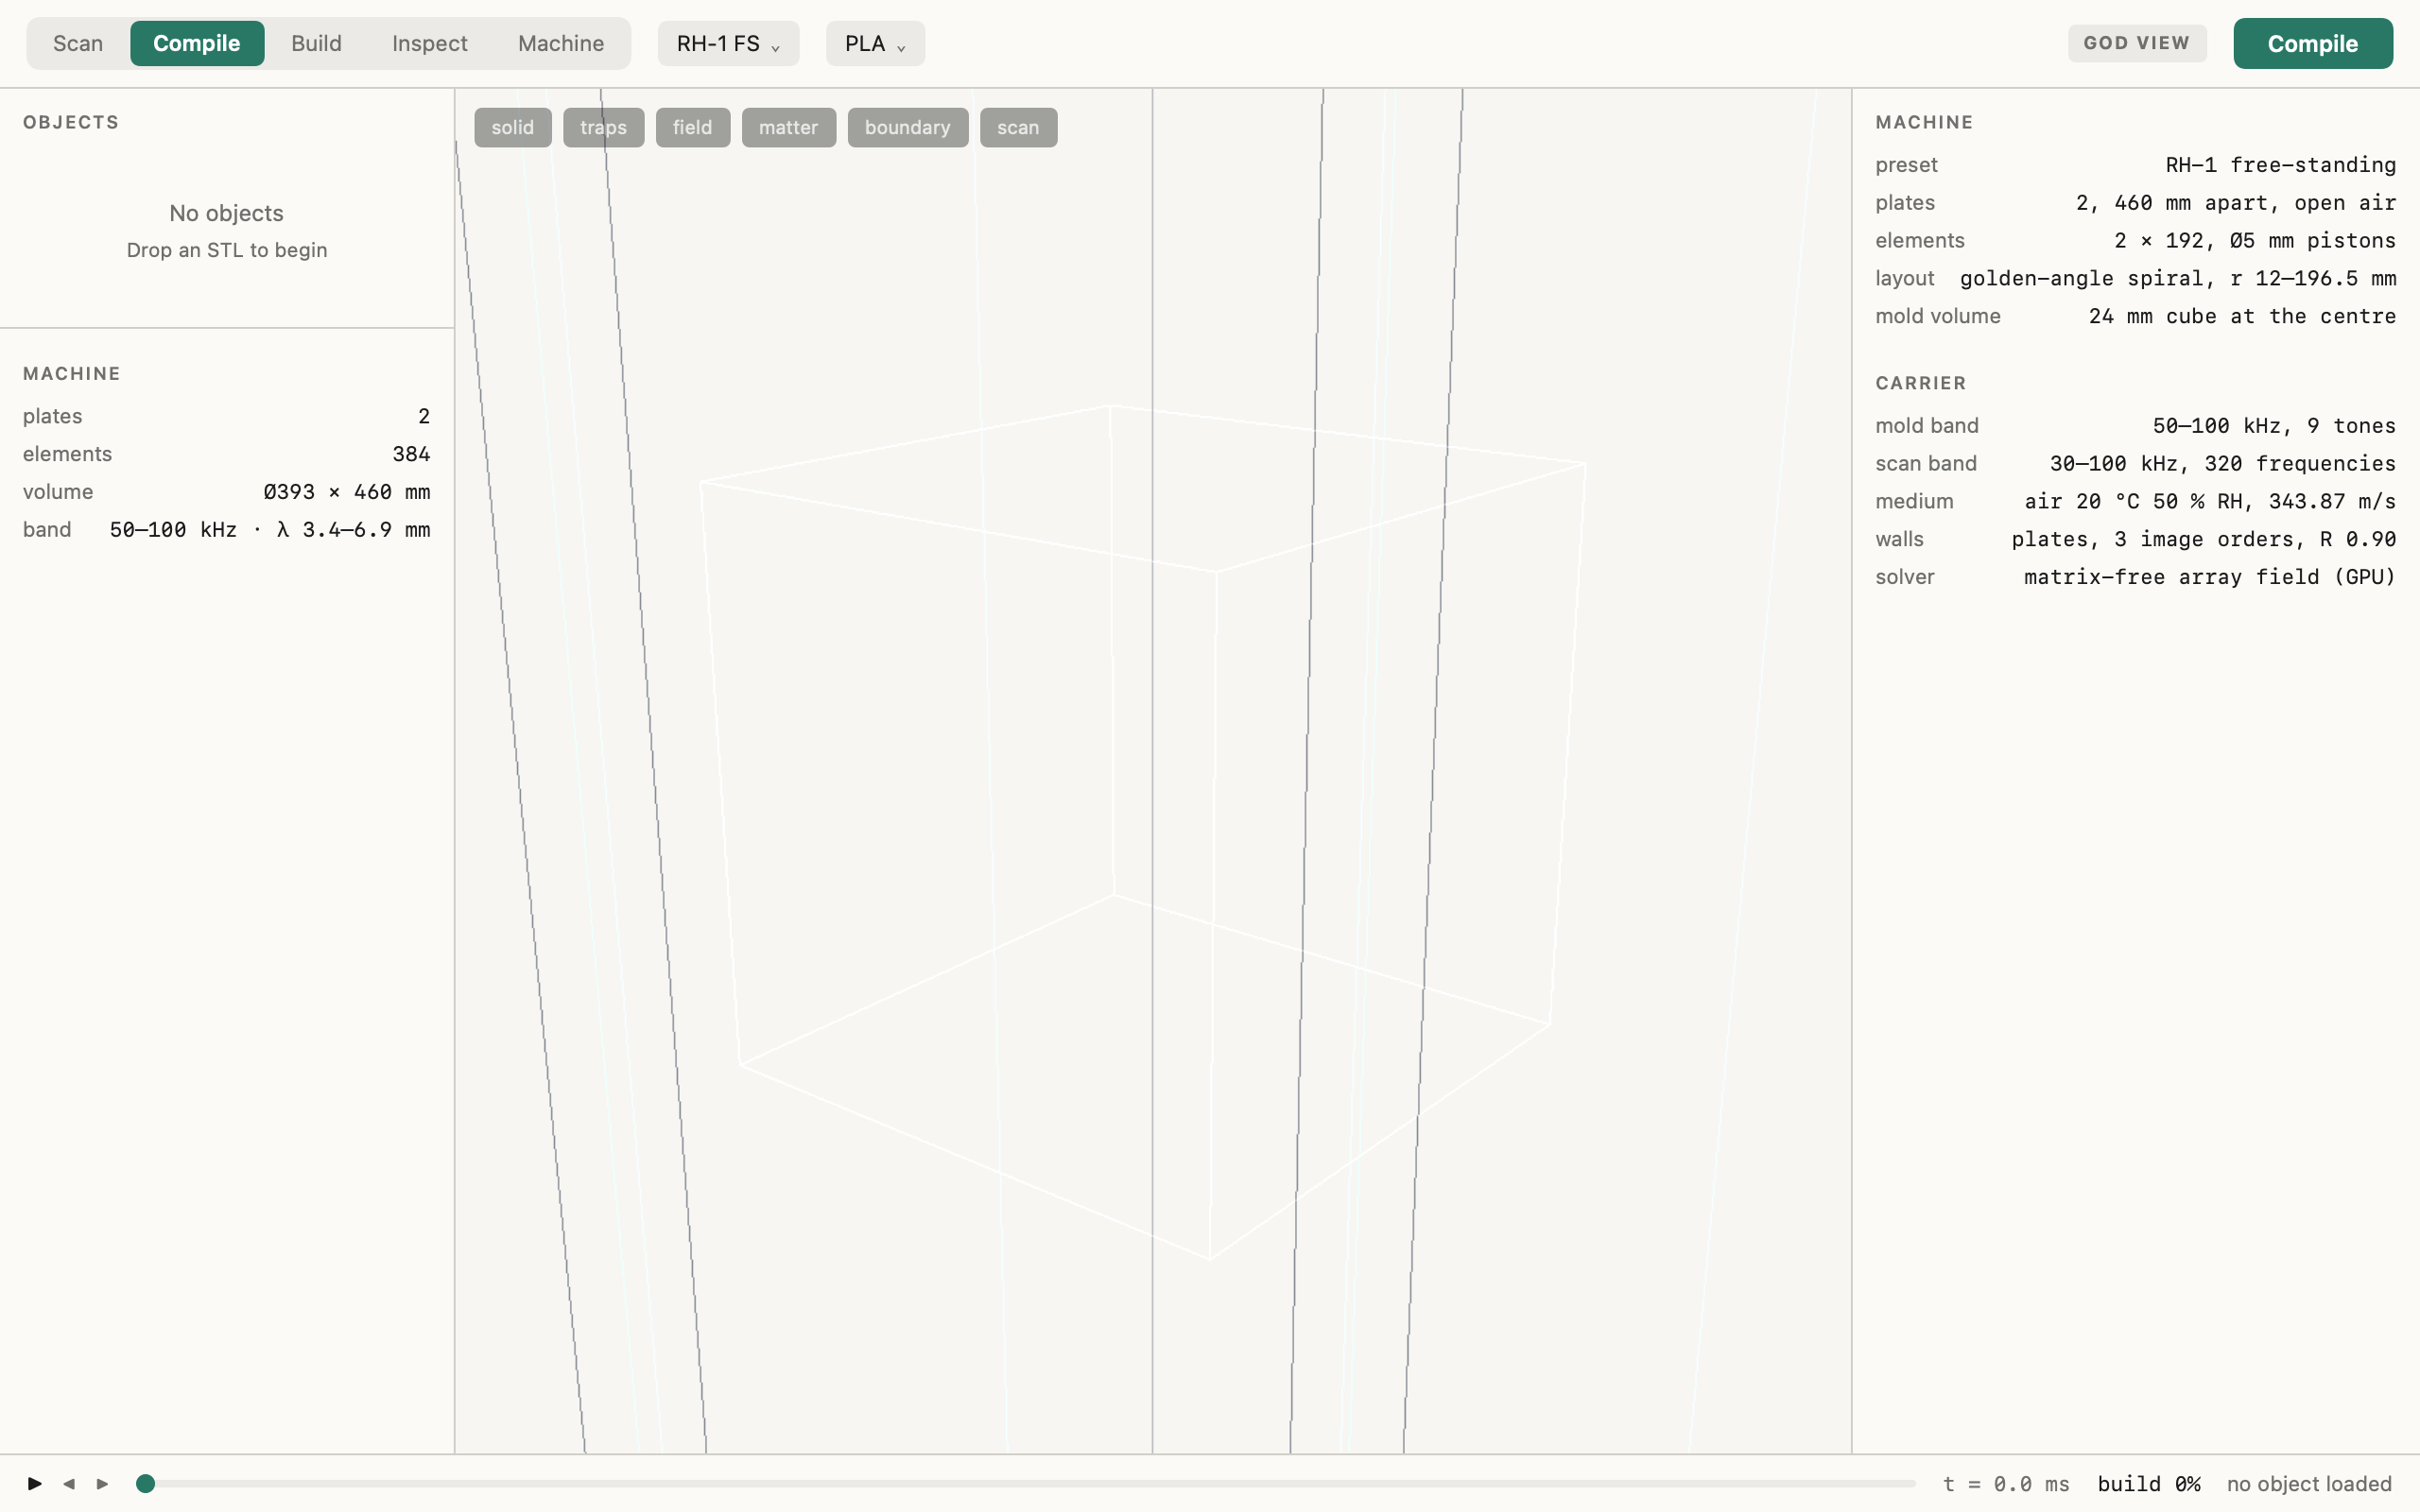 Scan Compile Build Inspect Machine RH-1 FS PLA GOD VIEW Compile
OBJECTS
No objects
Drop an STL to begin
MACHINE
plates 2
elements 384
volume Ø393 × 460 mm
band 50–100 kHz · λ 3.4–6.9 mm
solid traps field matter boundary scan
MACHINE
preset RH–1 free–standing
plates 2, 460 mm apart, open air
elements 2 × 192, Ø5 mm pistons
layout golden–angle spiral, r 12–196.5 mm
mold volume 24 mm cube at the centre
CARRIER
mold band 50–100 kHz, 9 tones
scan band 30–100 kHz, 320 frequencies
medium air 20 °C 50 % RH, 343.87 m/s
walls plates, 3 image orders, R 0.90
solver matrix–free array field (GPU)
t = 0.0 ms build 0% no object loaded